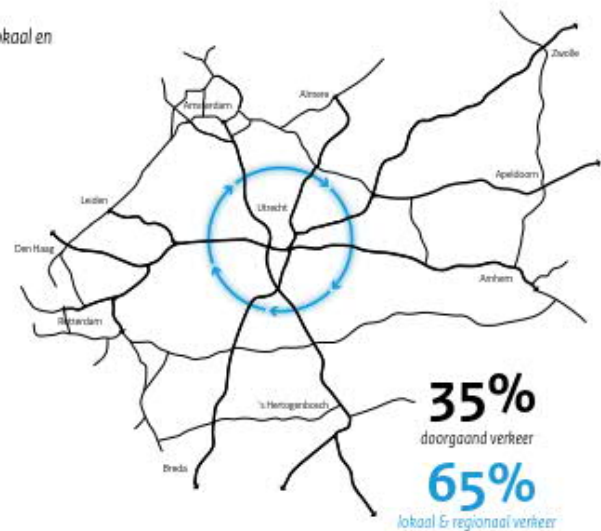 okaal en
Zwolle
Almere
Amsterdam
Apeldoorn
Leiden
Utrecht
Den Haag
Arnhem
Rotterdam
35%
doorgaand verkeer
's Hertogenbosch
65%
Breda
lokaal & regionaal verkeer